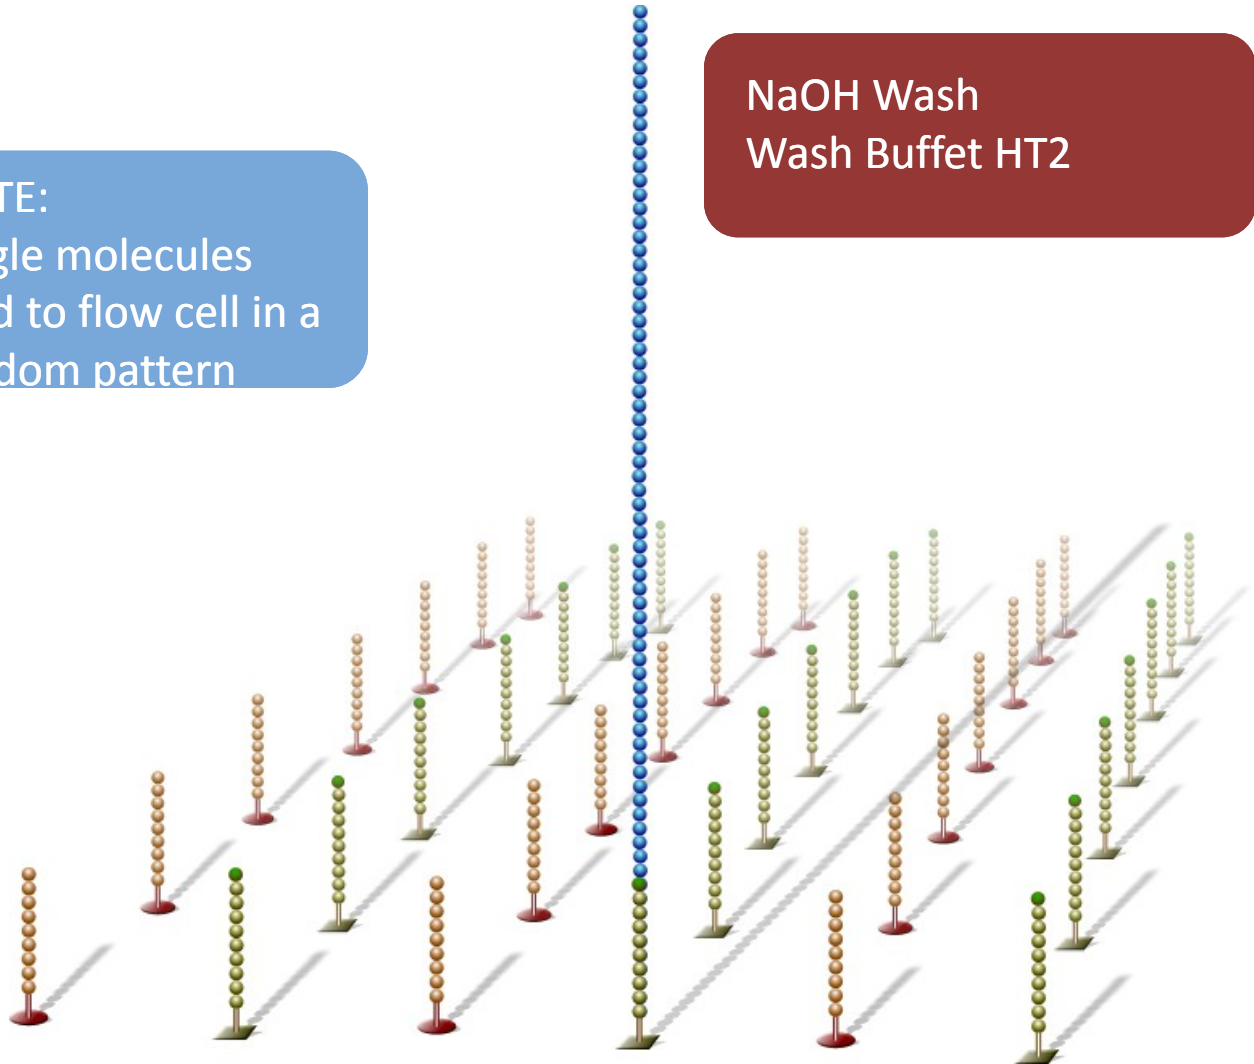 TE:
gle molecules
d to flow cell in a
dom pattern
NaOH Wash
Wash Buffet HT2